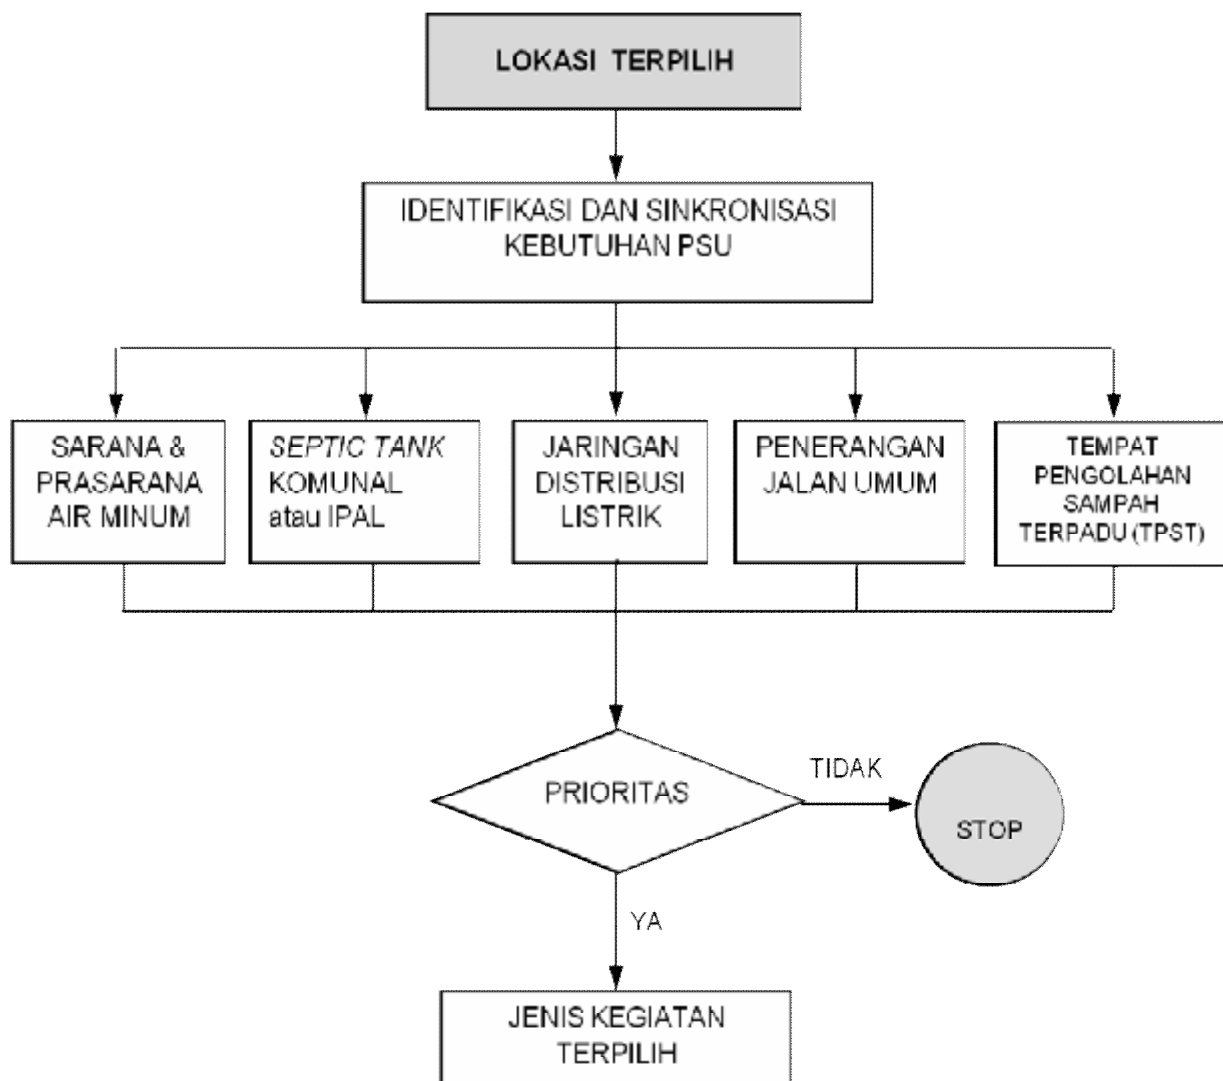 LOKASI TERPILIH
IDENTIFIKASI DAN SINKRONISASI
KEBUTUHAN PSU
SARANA &
PRASARANA
AIR MINUM
SEPTIC TANK
KOMUNAL
atau IPAL
JARINGAN
DISTRIBUSI
LISTRIK
PENERANGAN
JALAN UMUM
TEMPAT
PENGOLAHAN
SAMPAH
TERPADU (TPST)
PRIORITAS
TIDAK
STOP
YA
JENIS KEGIATAN
TERPILIH